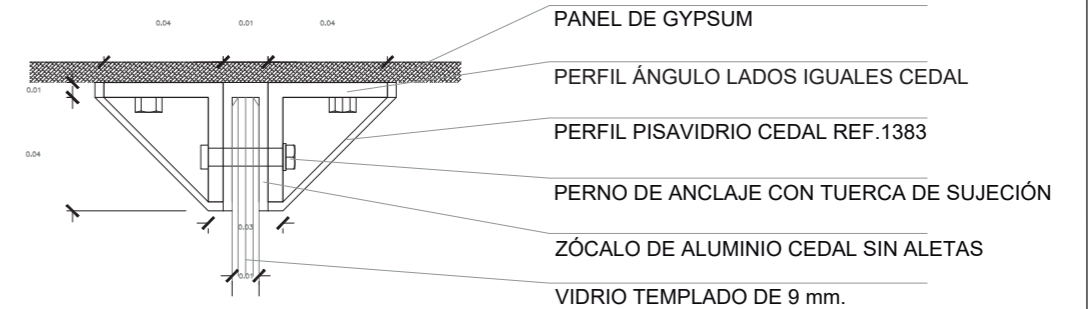 0.04 0.01 0.04
PANEL DE GYPSUM
PERFIL ÁNGULO LADOS IGUALES CEDAL
0.01
PERFIL PISAVIDRIO CEDAL REF.1383
0.04
PERNO DE ANCLAJE CON TUERCA DE SUJECIÓN
0.03
ZÓCALO DE ALUMINIO CEDAL SIN ALETAS
0.01
VIDRIO TEMPLADO DE 9 mm.